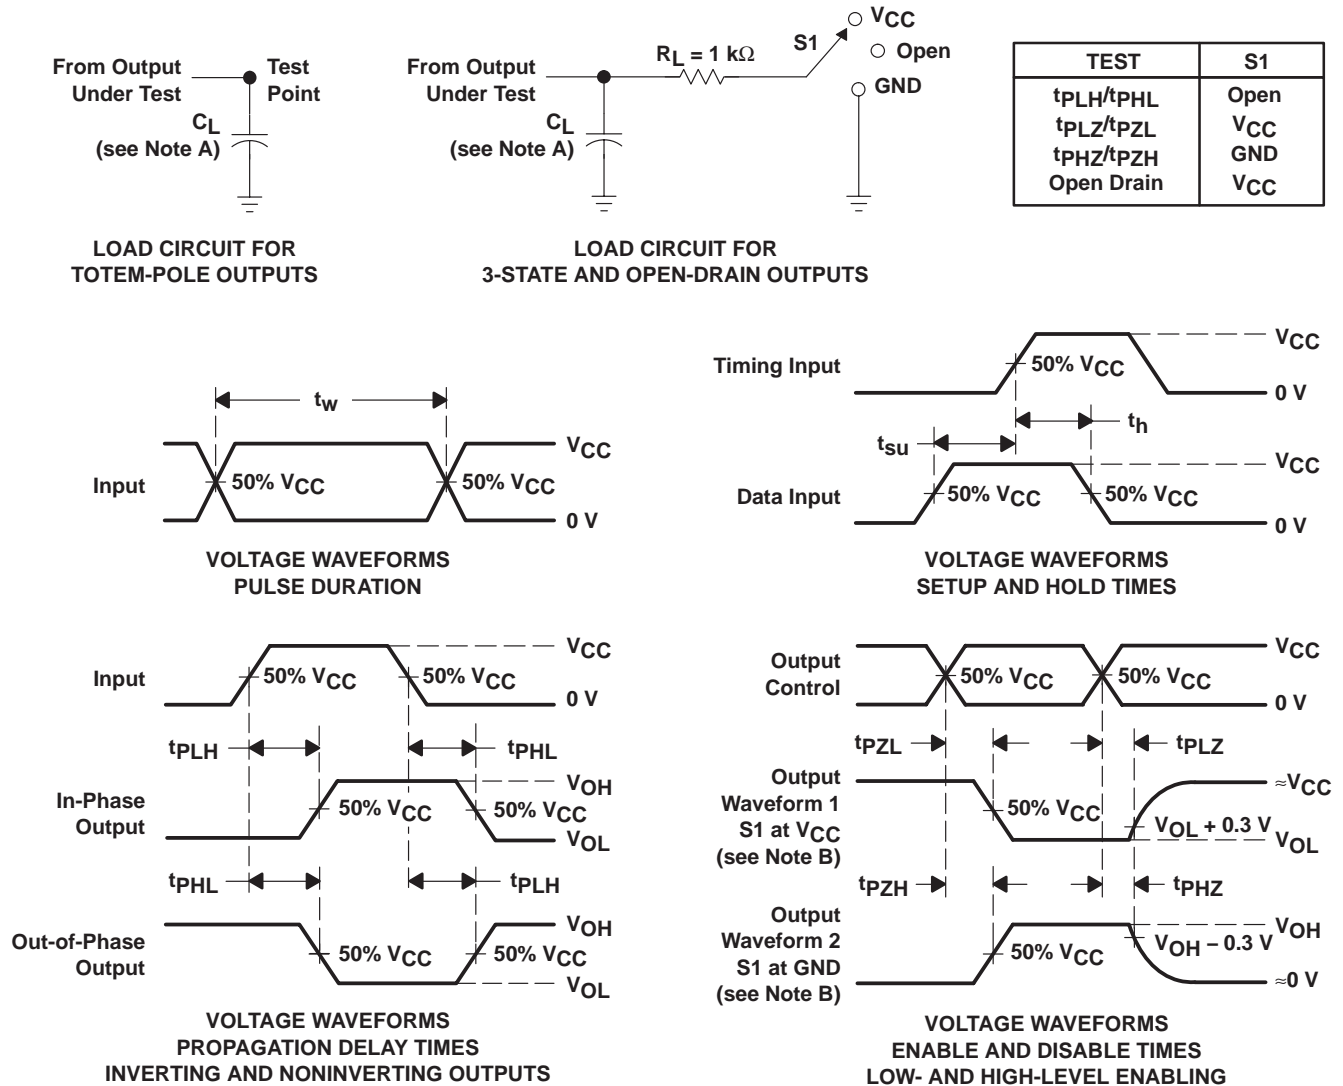 From Output
Under Test
Test
Point
CL
(see Note A)
LOAD CIRCUIT FOR
TOTEM-POLE OUTPUTS
From Output
Under Test
CL
(see Note A)
RL = 1 kΩ
S1
VCC
Open
GND
LOAD CIRCUIT FOR
3-STATE AND OPEN-DRAIN OUTPUTS
TEST S1
tPLH/tPHL Open
tPLZ/tPZL VCC
tPHZ/tPZH GND
Open Drain VCC
tw
Input
50% VCC
50% VCC
VCC
0 V
VOLTAGE WAVEFORMS
PULSE DURATION
Timing Input
50% VCC
VCC
0 V
tsu
th
Data Input
50% VCC
50% VCC
VCC
0 V
VOLTAGE WAVEFORMS
SETUP AND HOLD TIMES
Input
50% VCC
50% VCC
VCC
0 V
tPLH
tPHL
In-Phase
Output
50% VCC
50% VCC
VOH
VOL
tPHL
tPLH
Out-of-Phase
Output
50% VCC
50% VCC
VOH
VOL
VOLTAGE WAVEFORMS
PROPAGATION DELAY TIMES
INVERTING AND NONINVERTING OUTPUTS
Output
Control
50% VCC
50% VCC
VCC
0 V
tPZL
tPLZ
Output
Waveform 1
S1 at VCC
(see Note B)
50% VCC
≈VCC
VOL + 0.3 V
VOL
tPZH
tPHZ
Output
Waveform 2
S1 at GND
(see Note B)
50% VCC
VOH
VOH − 0.3 V
≈0 V
VOLTAGE WAVEFORMS
ENABLE AND DISABLE TIMES
LOW- AND HIGH-LEVEL ENABLING